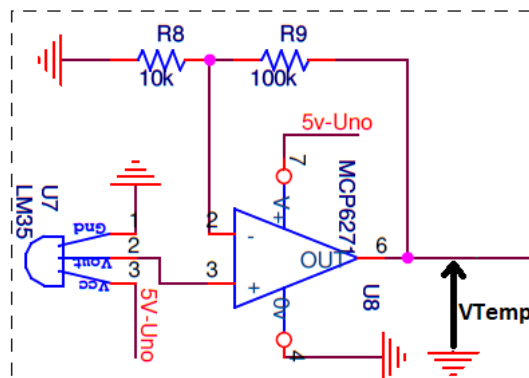 R8
R9
10k
100k
5v-Uno
7
MCP6271
V+
U7
LM35
Gnd
1
2
Vout
2
-
6
OUT
3
Vcc
3
+
5V-Uno
0v
U8
4
VTemp